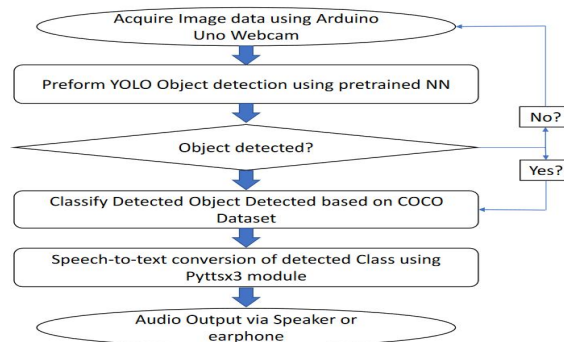 Acquire Image data using Arduino
Uno Webcam
Preform YOLO Object detection using pretrained NN
No?
Object detected?
Yes?
Classify Detected Object Detected based on COCO
Dataset
Speech-to-text conversion of detected Class using
Pyttsx3 module
Audio Output via Speaker or
earphone